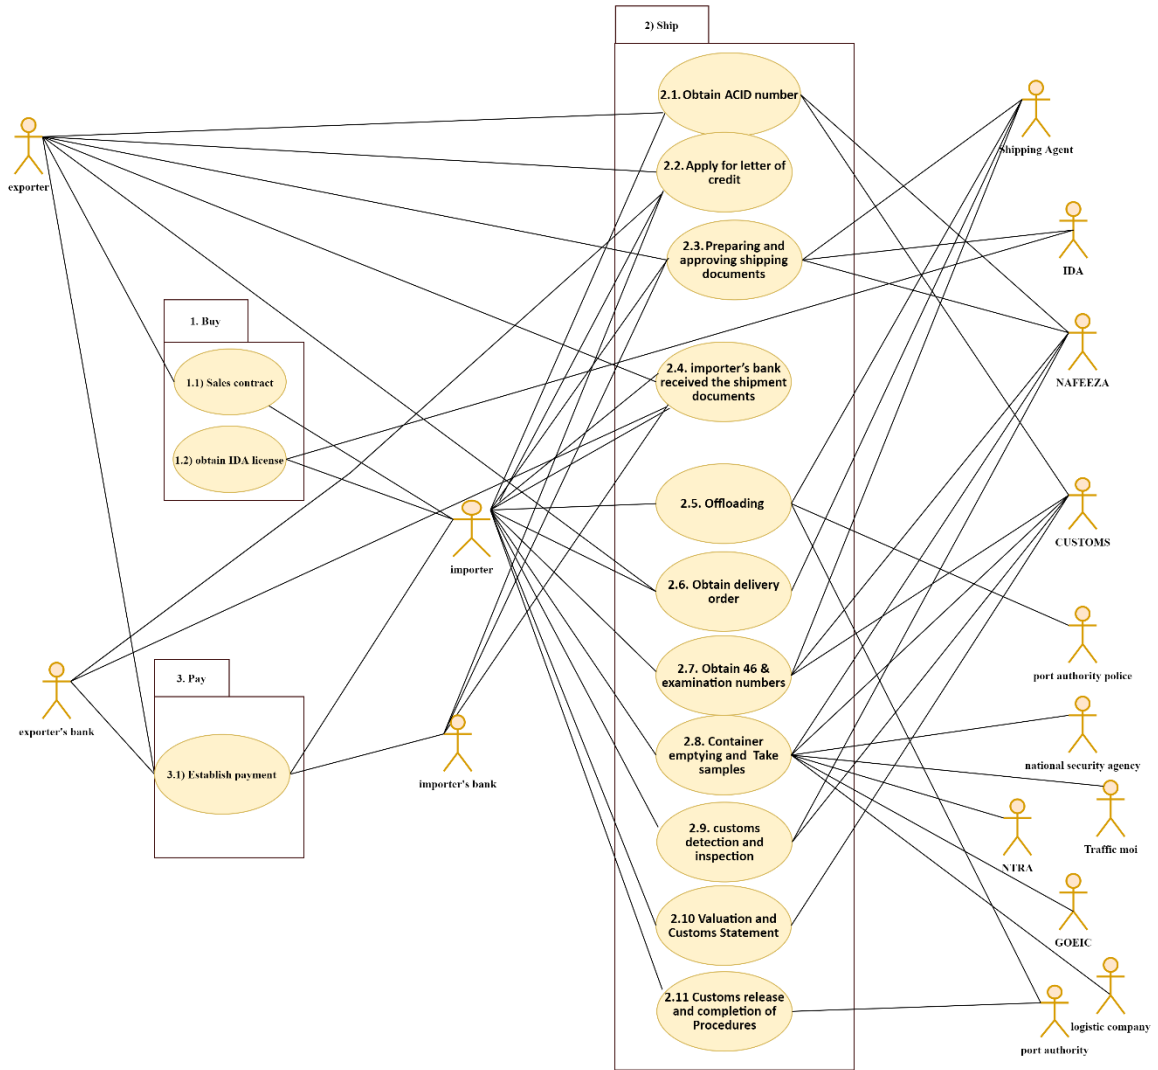 2) Ship
2.1. Obtain ACID number
2.2. Apply for letter of
credit
2.3. Preparing and
approving shipping
documents
2.4. importer's bank
received the shipment
documents
2.5. Offloading
2.6. Obtain delivery
order
2.7. Obtain 46 &
examination numbers
2.8. Container
emptying and Take
samples
2.9. customs
detection and
inspection
2.10 Valuation and
Customs Statement
2.11 Customs release
and completion of
Procedures
exporter
1. Buy
1.1) Sales contract
1.2) obtain IDA license
importer
exporter's bank
3. Pay
3.1) Establish payment
importer's bank
Shipping Agent
IDA
NAFEEZA
CUSTOMS
port authority police
national security agency
Traffic moi
NTRA
GOEIC
logistic company
port authority